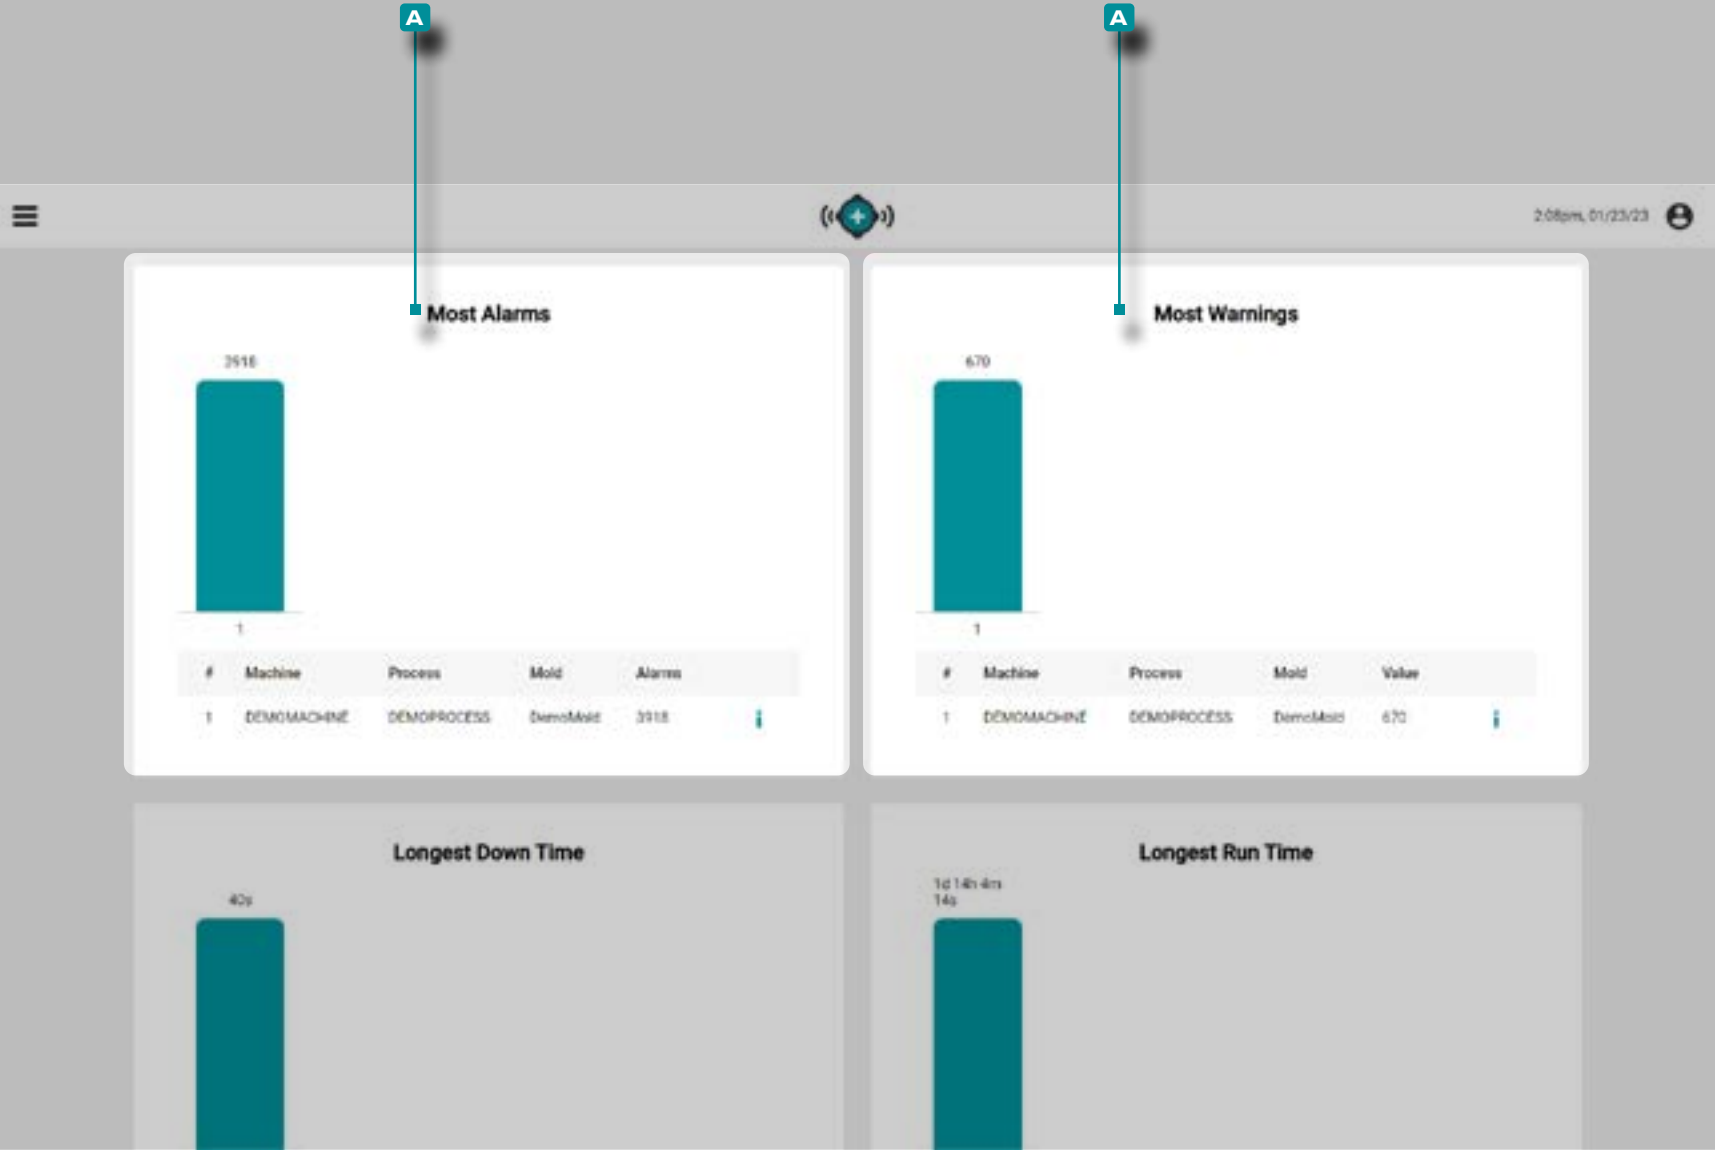 A
A
2:08pm, 01/23/23
Most Alarms
3918
1
# Machine Process Mold Alarms
1 DEMOMACHINE DEMOPROCESS DemoMold 3918
Most Warnings
670
1
# Machine Process Mold Value
1 DEMOMACHINE DEMOPROCESS DemoMold 670
Longest Down Time
40s
Longest Run Time
1d 14h 4m
14s